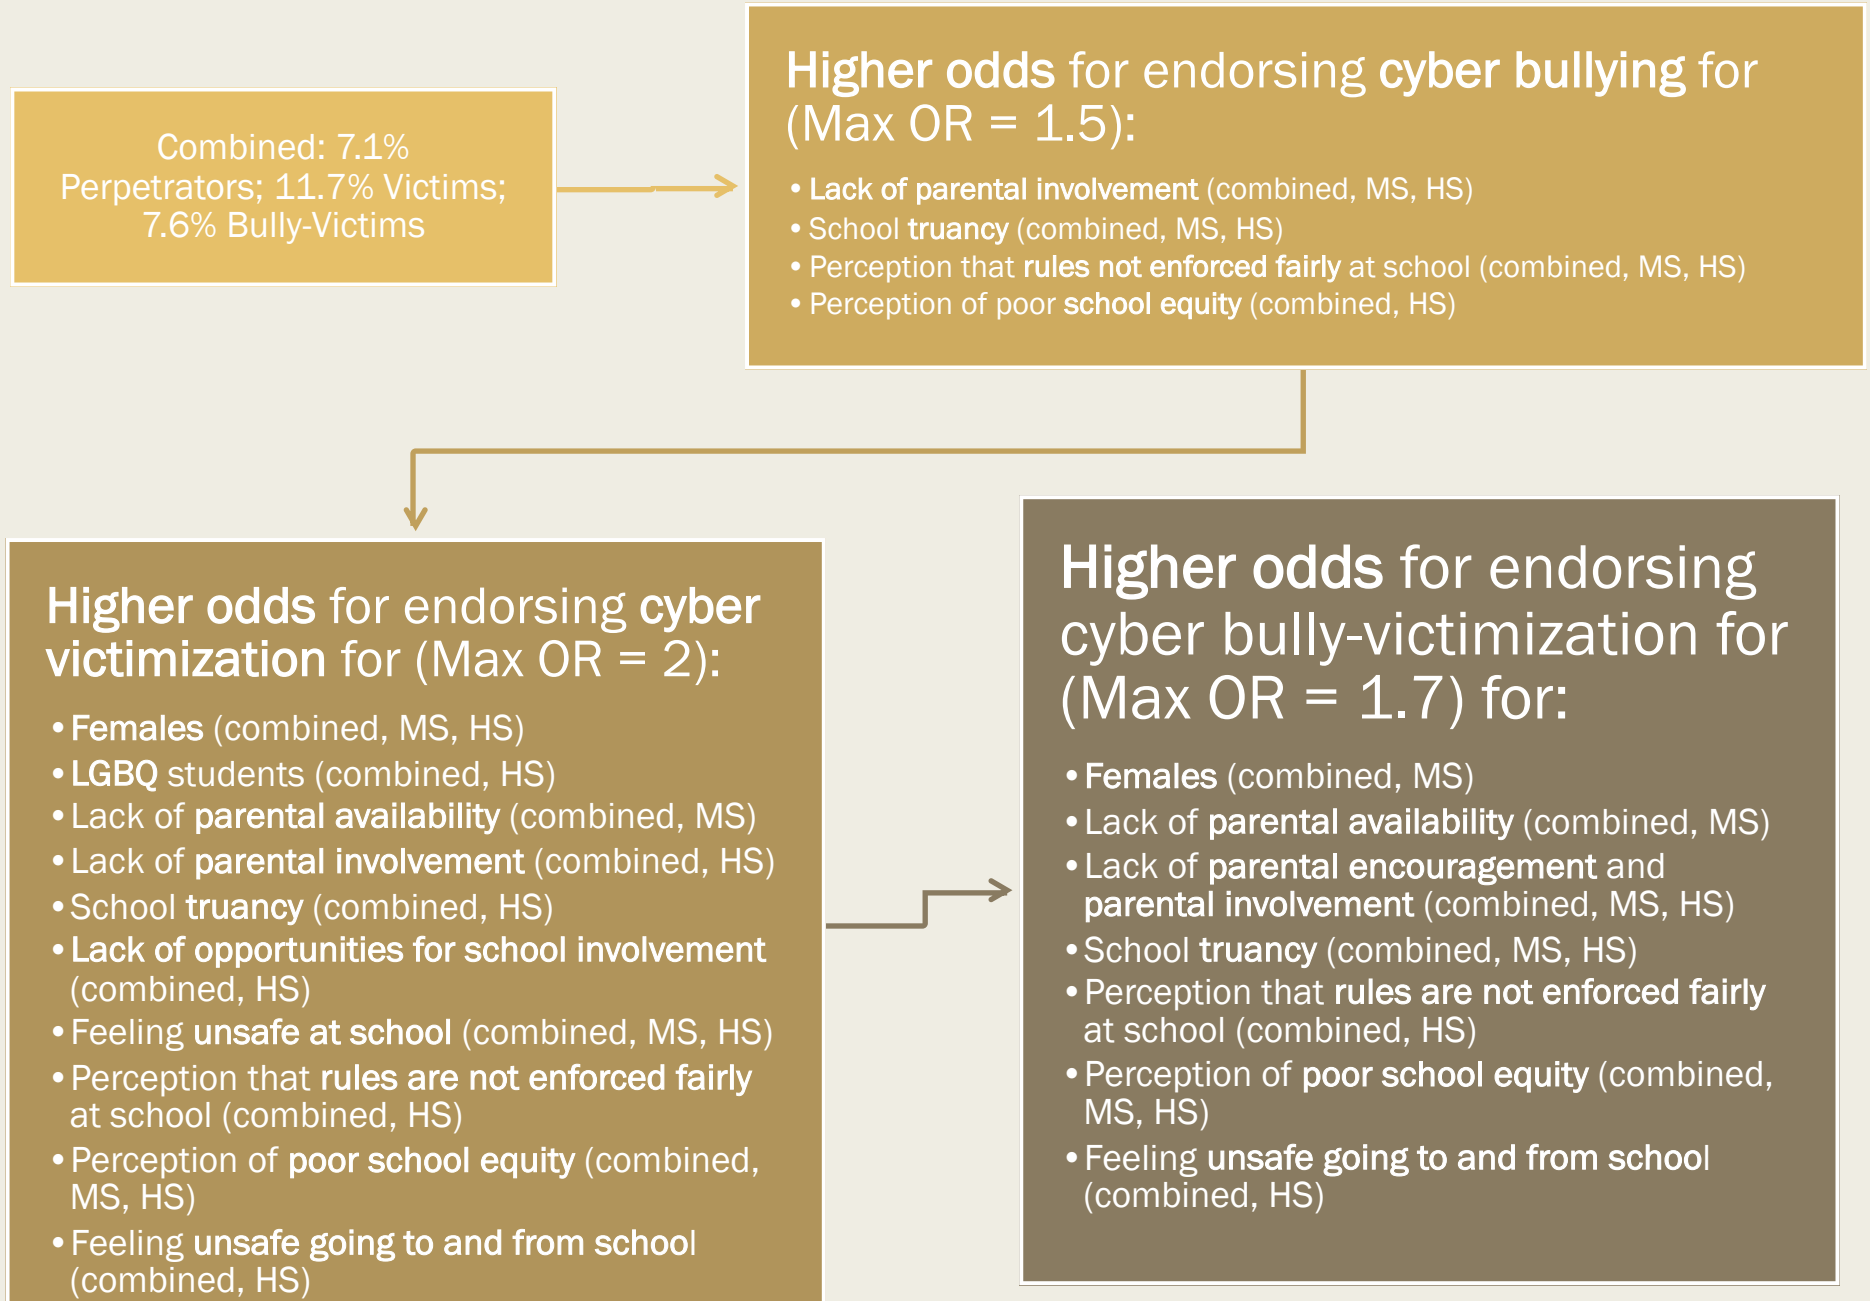 Combined: 7.1%
Perpetrators; 11.7% Victims;
7.6% Bully-Victims
Higher odds for endorsing cyber bullying for
(Max OR = 1.5):
• Lack of parental involvement (combined, MS, HS)
• School truancy (combined, MS, HS)
• Perception that rules not enforced fairly at school (combined, MS, HS)
• Perception of poor school equity (combined, HS)
Higher odds for endorsing cyber
victimization for (Max OR = 2):
• Females (combined, MS, HS)
• LGBQ students (combined, HS)
• Lack of parental availability (combined, MS)
• Lack of parental involvement (combined, HS)
• School truancy (combined, HS)
• Lack of opportunities for school involvement
(combined, HS)
• Feeling unsafe at school (combined, MS, HS)
• Perception that rules are not enforced fairly
at school (combined, HS)
• Perception of poor school equity (combined,
MS, HS)
• Feeling unsafe going to and from school
(combined, HS)
Higher odds for endorsing
cyber bully-victimization for
(Max OR = 1.7) for:
• Females (combined, MS)
• Lack of parental availability (combined, MS)
• Lack of parental encouragement and
parental involvement (combined, MS, HS)
• School truancy (combined, MS, HS)
• Perception that rules are not enforced fairly
at school (combined, HS)
• Perception of poor school equity (combined,
MS, HS)
• Feeling unsafe going to and from school
(combined, HS)